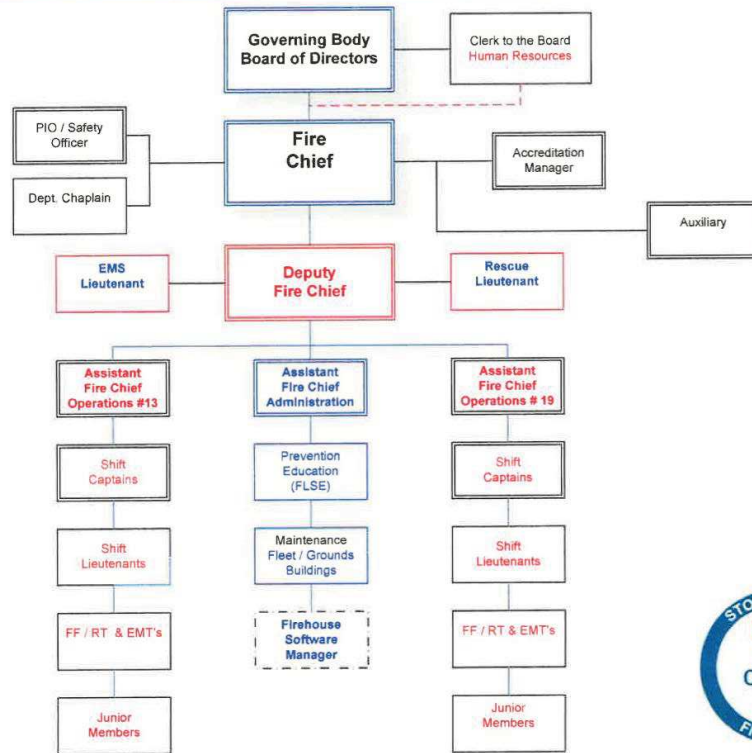 Governing Body
Board of Directors
Clerk to the Board
Human Resources
PIO / Safety
Officer
Fire
Chief
Accreditation
Manager
Dept. Chaplain
Auxiliary
EMS
Lieutenant
Deputy
Fire Chief
Rescue
Lieutenant
Assistant
Fire Chief
Operations #13
Assistant
Fire Chief
Administration
Assistant
Fire Chief
Operations # 19
Shift
Captains
Prevention
Education
(FLSE)
Shift
Captains
Shift
Lieutenants
Maintenance
Fleet / Grounds
Buildings
Shift
Lieutenants
FF / RT & EMT's
Firehouse
Software
Manager
FF / RT & EMT's
Junior
Members
Junior
Members